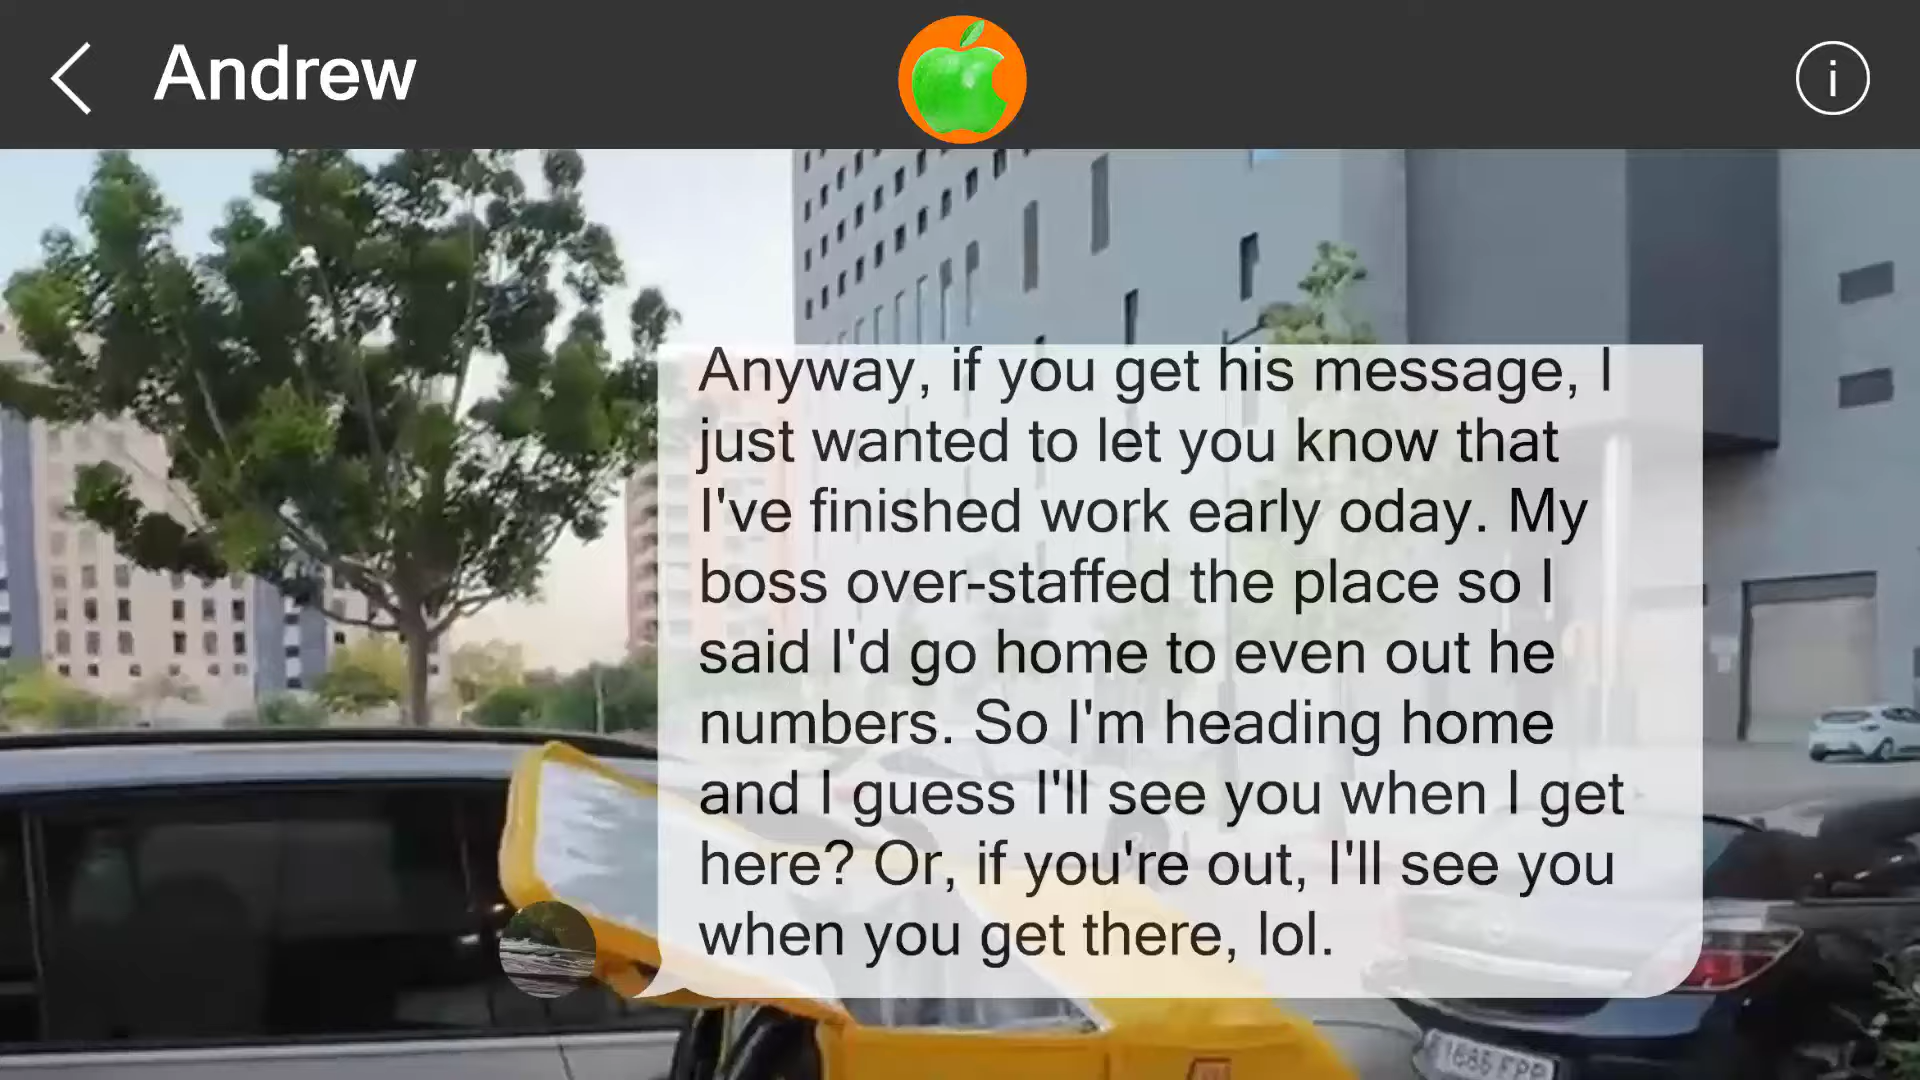 Andrew
Anyway, if you get his message, I
just wanted to let you know that
I've finished work early oday. My
boss over-staffed the place so I
said I'd go home to even out he
numbers. So I'm heading home
and I guess I'll see you when I get
here? Or, if you're out, I'll see you
when you get there, lol.